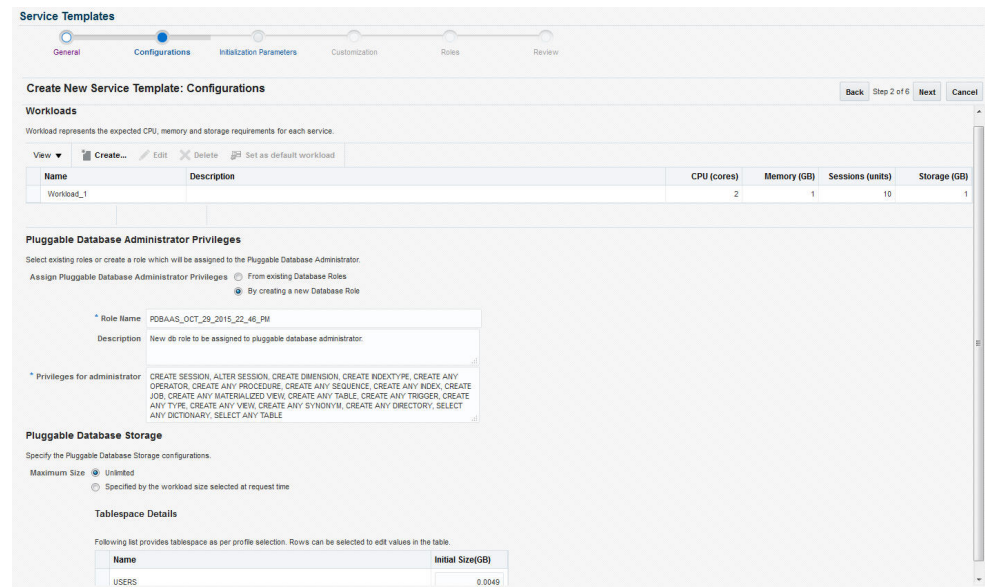 Service Templates
General Configurations Initialization Parameters Customization Roles Review
Create New Service Template: Configurations
Back Step 2 of 6 Next Cancel
Workloads
Workload represents the expected CPU, memory and storage requirements for each service.
View Create... Edit Delete Set as default workload
Name Description CPU (cores) Memory (GB) Sessions (units) Storage (GB)
Workload_1 2 1 10 1
Pluggable Database Administrator Privileges
Select existing roles or create a role which will be assigned to the Pluggable Database Administrator.
Assign Pluggable Database Administrator Privileges From existing Database Roles
By creating a new Database Role
* Role Name PDBAAS_OCT_29_2015_22_46_PM
Description New db role to be assigned to pluggable database administrator.
* Privileges for administrator CREATE SESSION, ALTER SESSION, CREATE DIMENSION, CREATE INDEXTYPE, CREATE ANY
OPERATOR, CREATE ANY PROCEDURE, CREATE ANY SEQUENCE, CREATE ANY INDEX, CREATE
JOB, CREATE ANY MATERIALIZED VIEW, CREATE ANY TABLE, CREATE ANY TRIGGER, CREATE
ANY TYPE, CREATE ANY VIEW, CREATE ANY SYNONYM, CREATE ANY DIRECTORY, SELECT
ANY DICTIONARY, SELECT ANY TABLE
Pluggable Database Storage
Specify the Pluggable Database Storage configurations.
Maximum Size Unlimited
Specified by the workload size selected at request time
Tablespace Details
Following list provides tablespace as per profile selection. Rows can be selected to edit values in the table.
Name Initial Size(GB)
USERS 0.0049